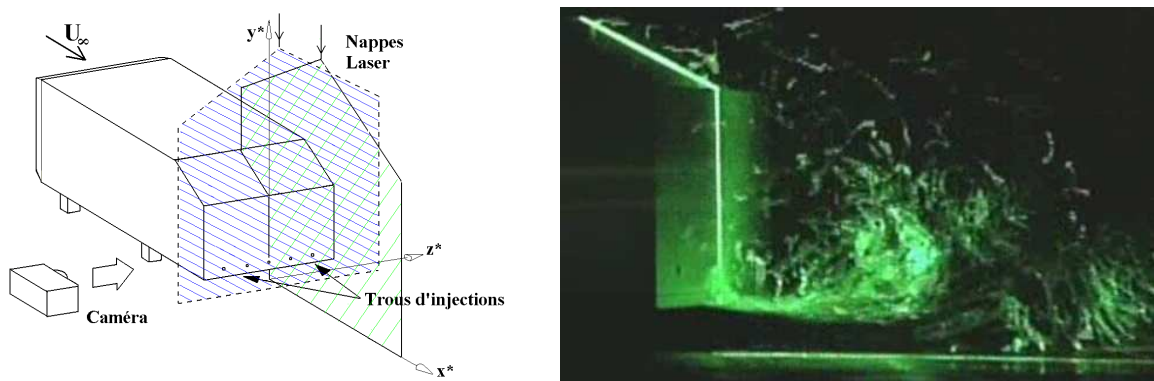 U∞
y*
Nappes
Laser
z*
Trous d'injections
Caméra
x*